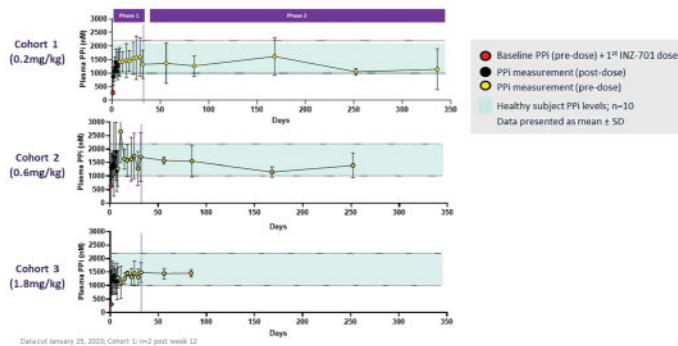 Phase 1 Phase 2
Cohort 1
(0.2mg/kg)
Plasma PPi (nM)
3000
2500
2000
1500
1000
500
0
0 50 100 150 200 250 300 350
Days
Baseline PPi (pre-dose) + 1st INZ-701 dose
PPi measurement (post-dose)
PPi measurement (pre-dose)
Healthy subject PPi levels; n=10
Data presented as mean ± SD
Cohort 2
(0.6mg/kg)
Plasma PPi (nM)
3000
2500
2000
1500
1000
500
0
0 50 100 150 200 250 300 350
Days
Cohort 3
(1.8mg/kg)
Plasma PPi (nM)
3000
2500
2000
1500
1000
500
0
0 50 100 150 200 250 300 350
Days
Data cut January 25, 2023; Cohort 1: n=2 post week 12